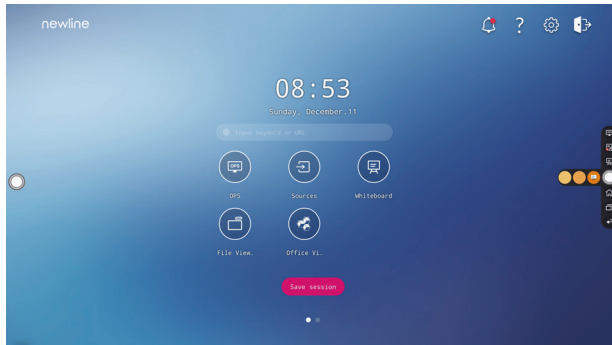 newline
?
08:53
Sunday, December.11
Input keyword or URL
OPS
OPS Sources Whiteboard
File View. Office Vi…
Save session